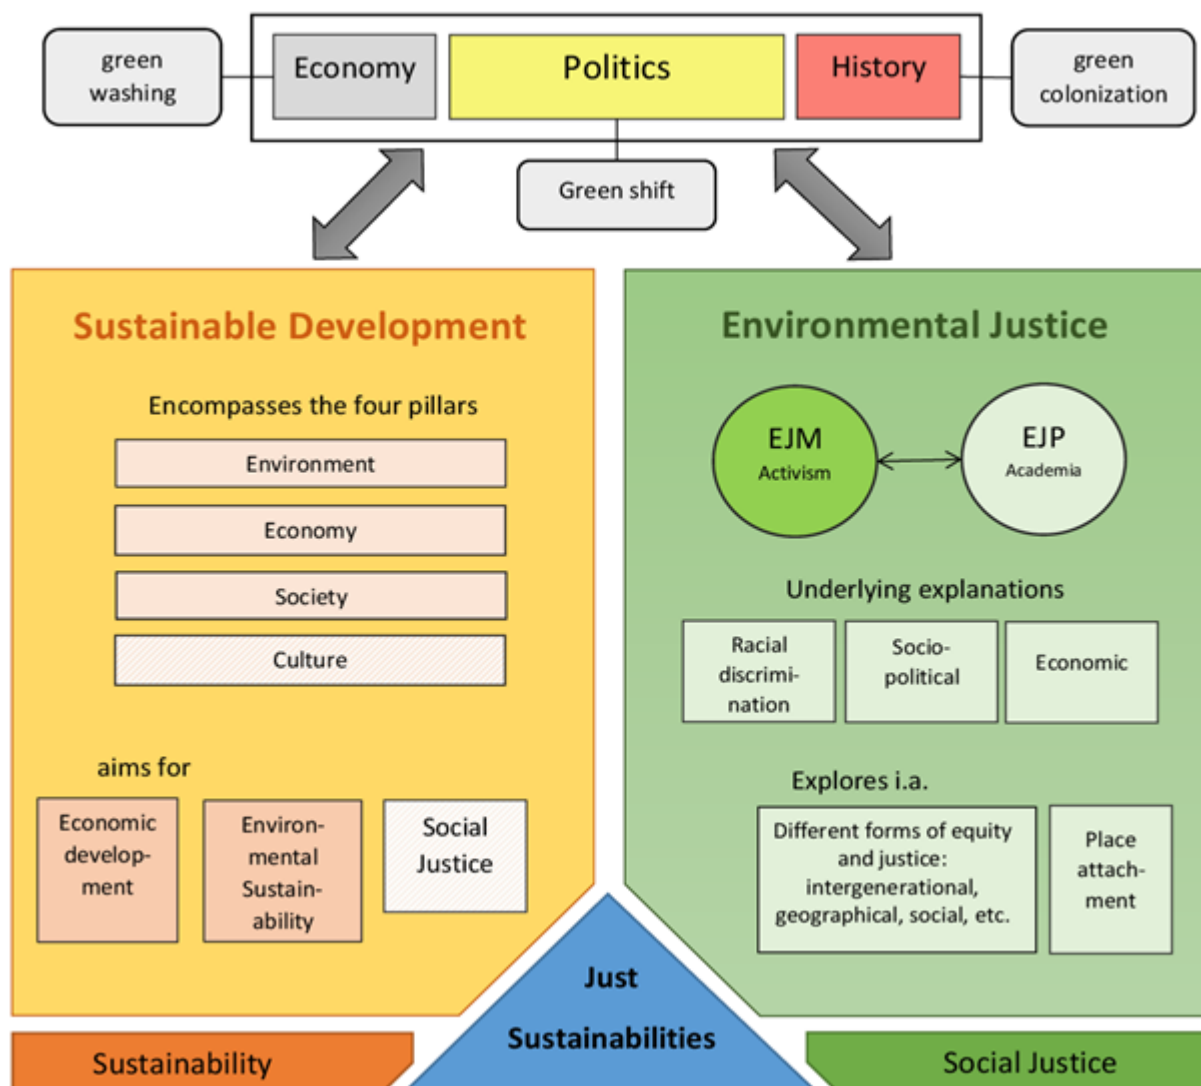 green
washing
Economy
Politics
History
green
colonization
Green shift
Sustainable Development
Encompasses the four pillars
Environment
Economy
Society
Culture
aims for
Economic
develop-
ment
Environ-
mental
Sustain-
ability
Social
Justice
Environmental Justice
EJM
Activism
EJP
Academia
Underlying explanations
Racial
discrimi-
nation
Socio-
political
Economic
Explores i.a.
Different forms of equity
and justice:
intergenerational,
geographical, social, etc.
Place
attach-
ment
Just
Sustainabilities
Sustainability
Social Justice